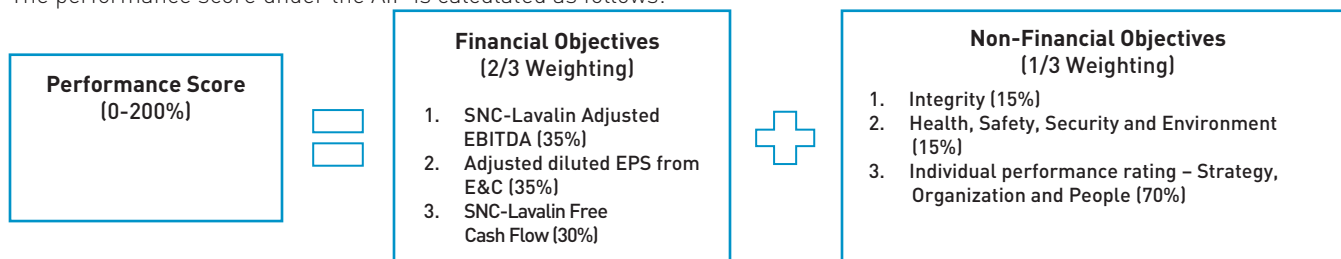 The performance score under the AIP is calculated as follows:
Performance Score
(0-200%)
Financial Objectives
(2/3 Weighting)
1. SNC-Lavalin Adjusted
EBITDA (35%)
2. Adjusted diluted EPS from
E&C (35%)
3. SNC-Lavalin Free
Cash Flow (30%)
Non-Financial Objectives
(1/3 Weighting)
1. Integrity (15%)
2. Health, Safety, Security and Environment
(15%)
3. Individual performance rating – Strategy,
Organization and People (70%)